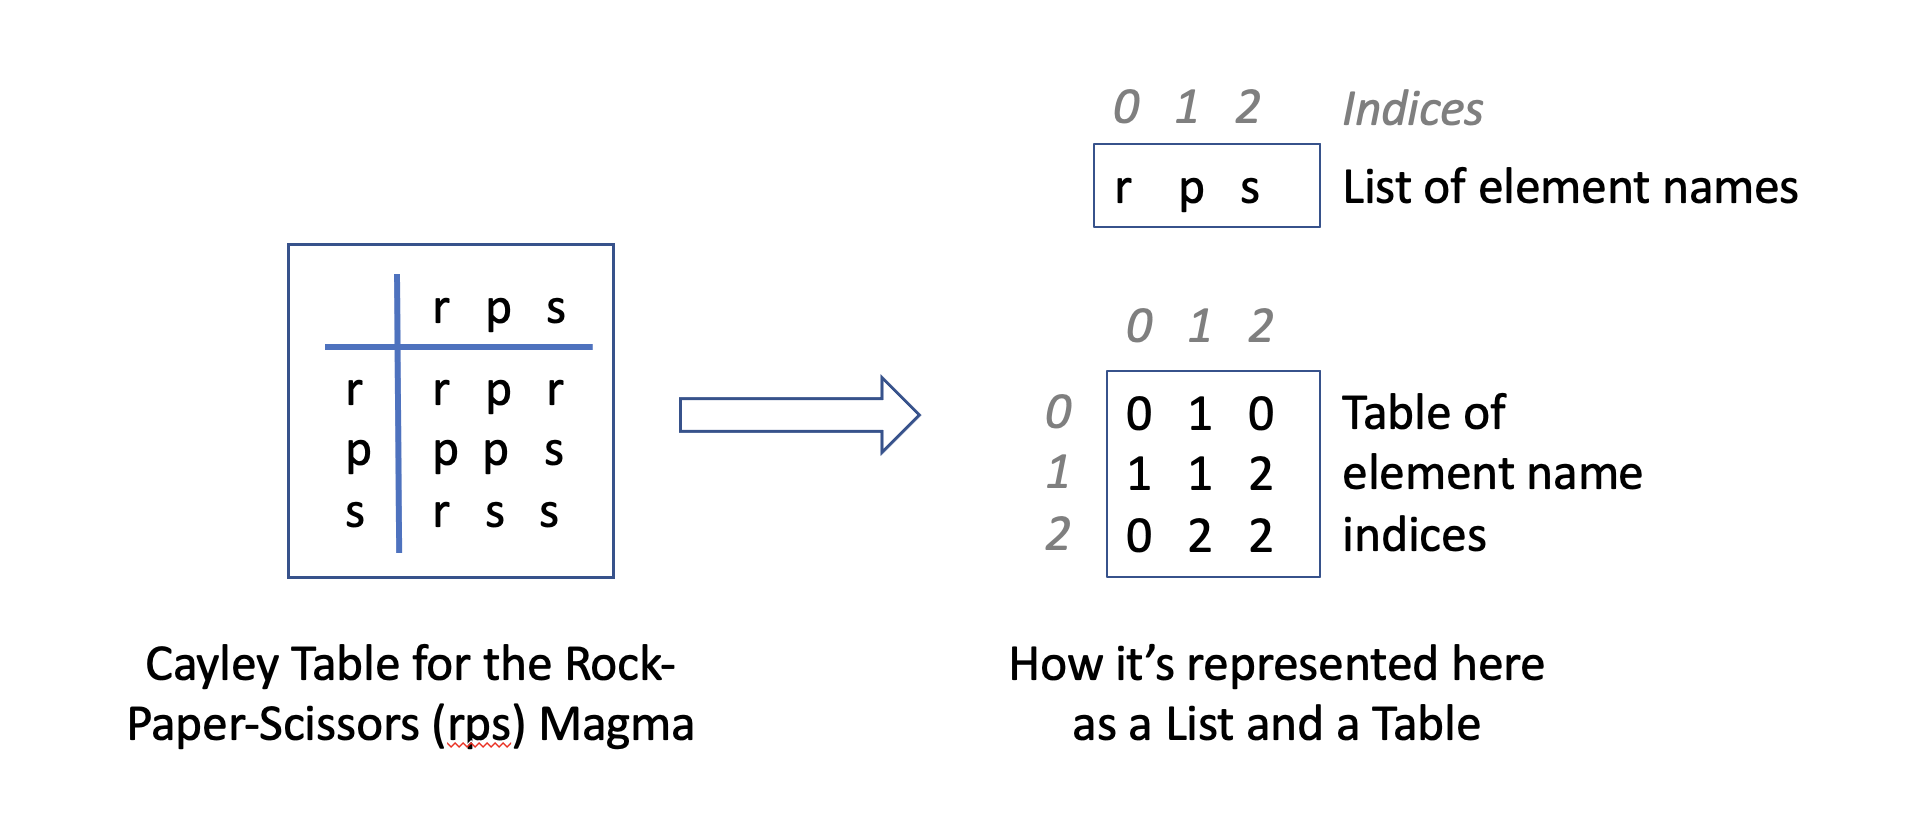 r p s
r r p r
p p p s
s r s s
Cayley Table for the Rock-
Paper-Scissors (rps) Magma
0 1 2 Indices
r p s List of element names
0 1 2
0 0 1 0 Table of
1 1 1 2 element name
2 0 2 2 indices
How it’s represented here
as a List and a Table